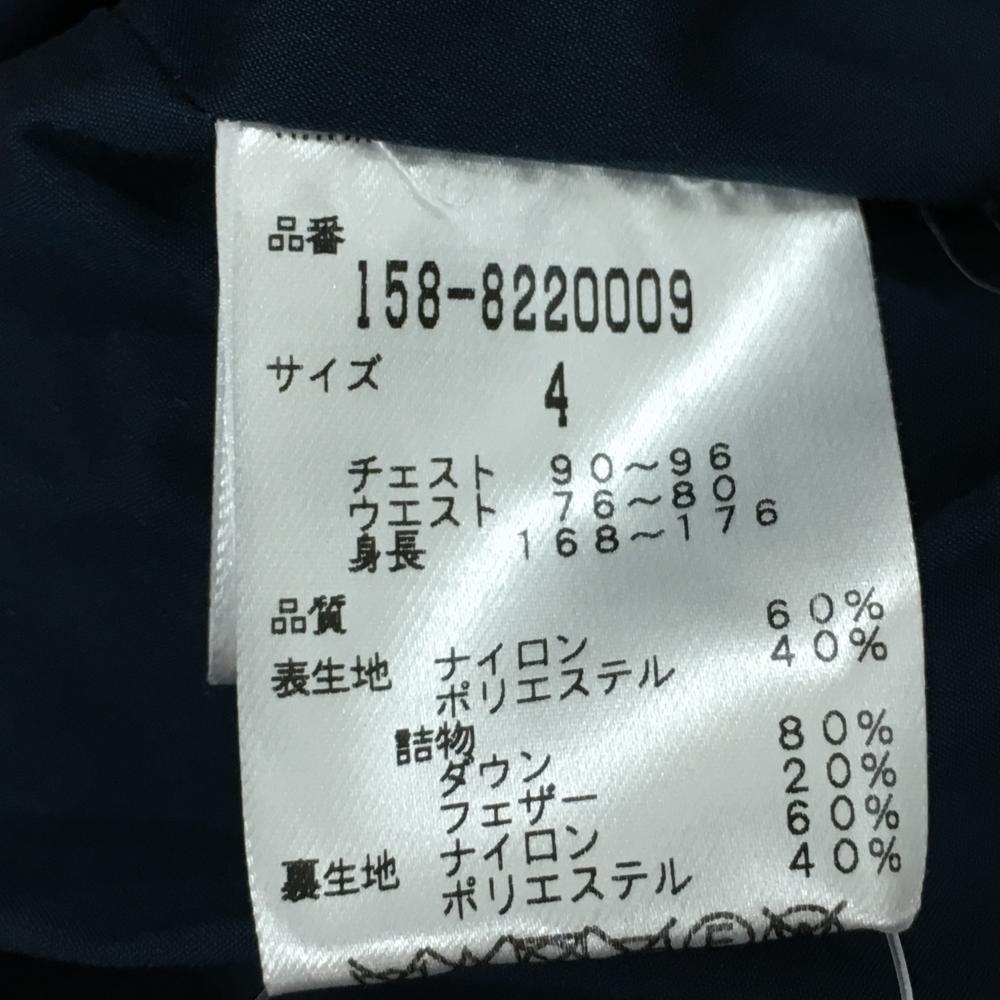 品番
158-8220009
サイズ 4
チェスト 90～96
ウエスト 76～80
身長 168～176
品質
表生地 ナイロン 60%
ポリエステル 40%
詰物
ダウン 80%
フェザー 20%
裏生地 ナイロン 60%
ポリエステル 40%